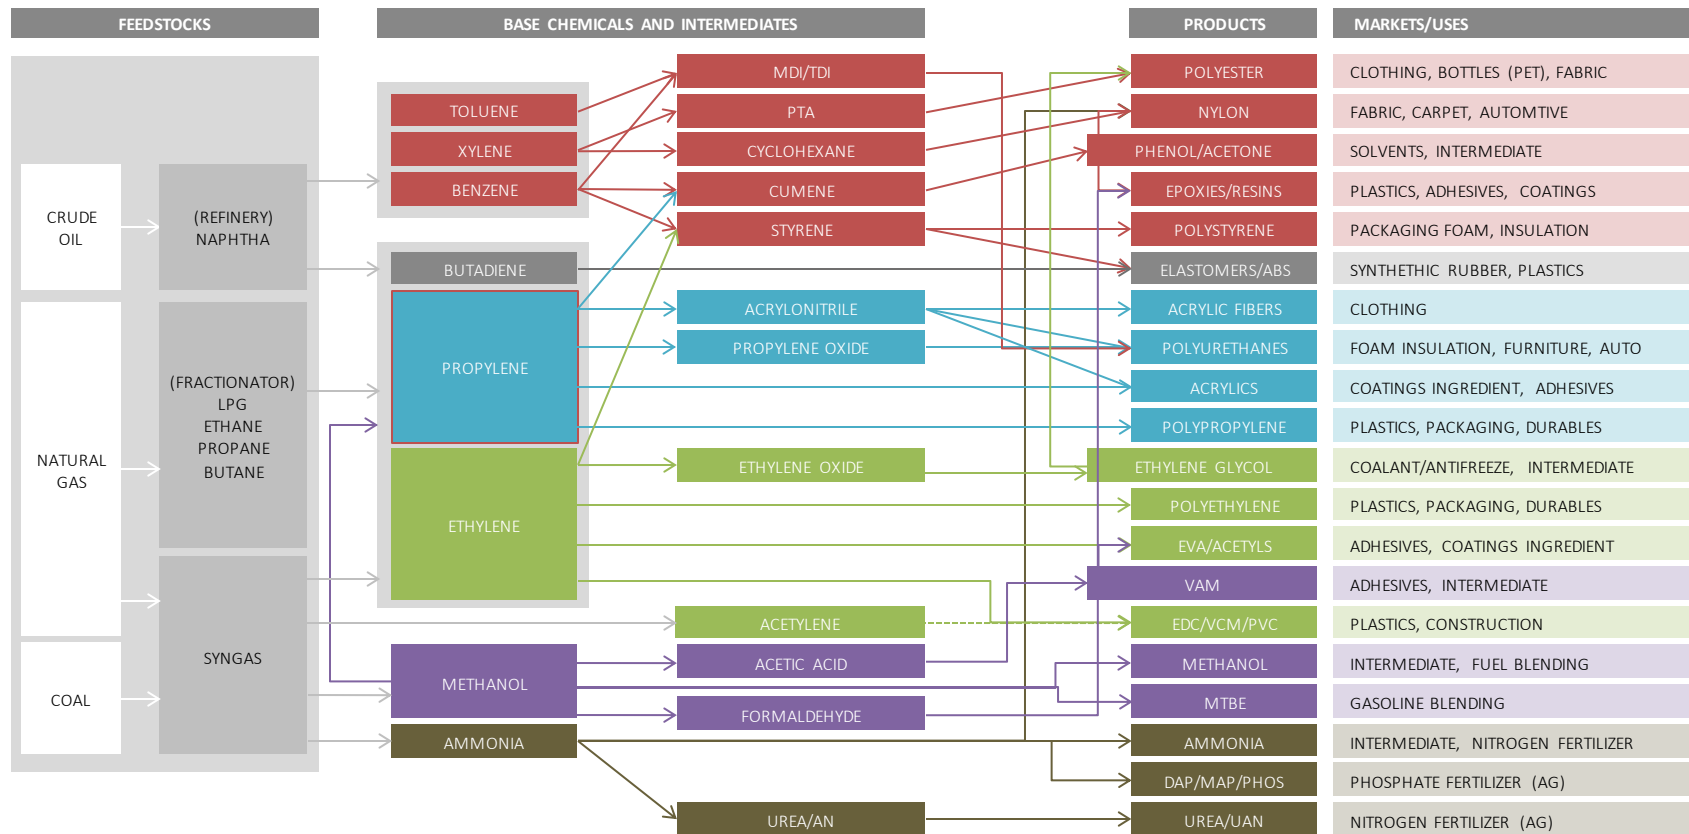 FEEDSTOCKS
BASE CHEMICALS AND INTERMEDIATES
PRODUCTS
MARKETS/USES
CRUDE
OIL
NATURAL
GAS
COAL
(REFINERY)
NAPHTHA
(FRACTIONATOR)
LPG
ETHANE
PROPANE
BUTANE
SYNGAS
TOLUENE
XYLENE
BENZENE
BUTADIENE
PROPYLENE
ETHYLENE
METHANOL
AMMONIA
MDI/TDI
PTA
CYCLOHEXANE
CUMENE
STYRENE
ACRYLONITRILE
PROPYLENE OXIDE
ETHYLENE OXIDE
ACETYLENE
ACETIC ACID
FORMALDEHYDE
UREA/AN
POLYESTER
CLOTHING, BOTTLES (PET), FABRIC
NYLON
FABRIC, CARPET, AUTOMTIVE
PHENOL/ACETONE
SOLVENTS, INTERMEDIATE
EPOXIES/RESINS
PLASTICS, ADHESIVES, COATINGS
POLYSTYRENE
PACKAGING FOAM, INSULATION
ELASTOMERS/ABS
SYNTHETHIC RUBBER, PLASTICS
ACRYLIC FIBERS
CLOTHING
POLYURETHANES
FOAM INSULATION, FURNITURE, AUTO
ACRYLICS
COATINGS INGREDIENT, ADHESIVES
POLYPROPYLENE
PLASTICS, PACKAGING, DURABLES
ETHYLENE GLYCOL
COALANT/ANTIFREEZE, INTERMEDIATE
POLYETHYLENE
PLASTICS, PACKAGING, DURABLES
EVA/ACETYLS
ADHESIVES, COATINGS INGREDIENT
VAM
ADHESIVES, INTERMEDIATE
EDC/VCM/PVC
PLASTICS, CONSTRUCTION
METHANOL
INTERMEDIATE, FUEL BLENDING
MTBE
GASOLINE BLENDING
AMMONIA
INTERMEDIATE, NITROGEN FERTILIZER
DAP/MAP/PHOS
PHOSPHATE FERTILIZER (AG)
UREA/UAN
NITROGEN FERTILIZER (AG)